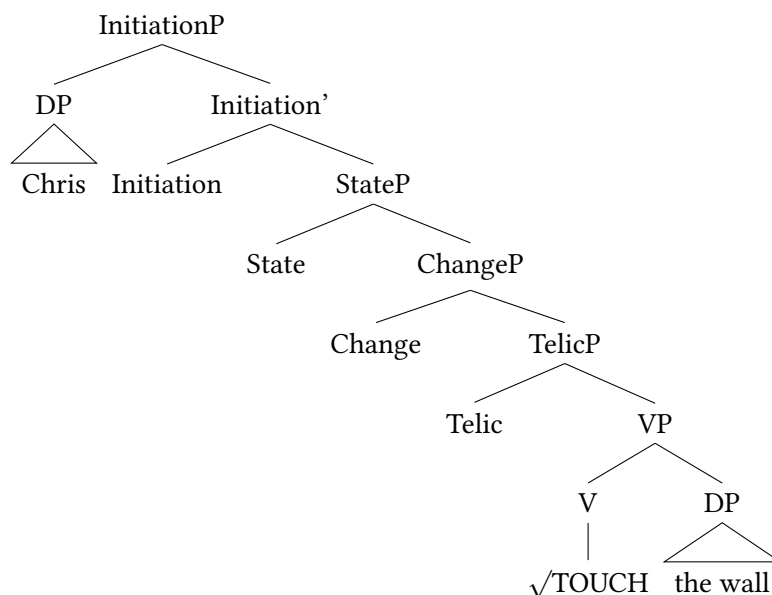 InitiationP
DP Initiation’
Chris Initiation StateP
State ChangeP
Change TelicP
Telic VP
V DP
√TOUCH the wall